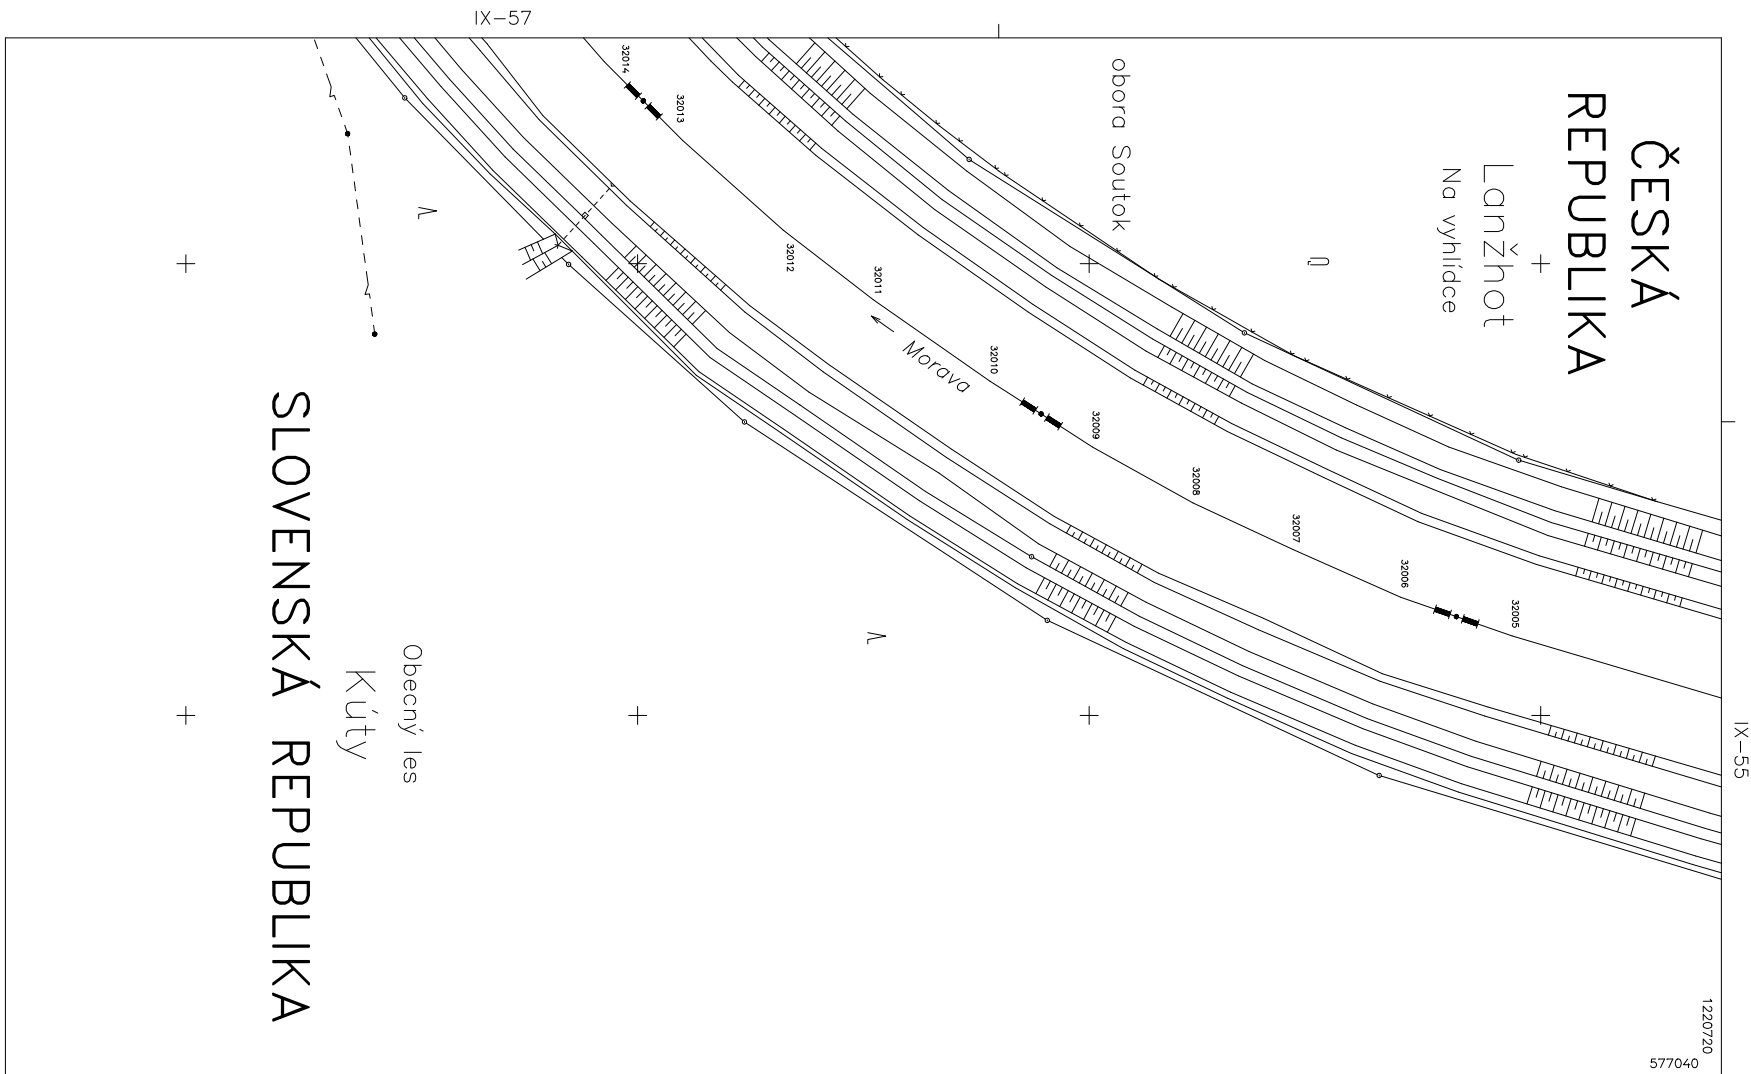 IX-57
ČESKÁ
REPUBLIKA
Lanžhot
Na vyhlídce
obora Soutok
32014
32013
32012
32011
32010
32009
32008
32007
32006
32005
Morava
IX-55
SLOVENSKÁ REPUBLIKA
Obecný les
Kúty
1220720
577040